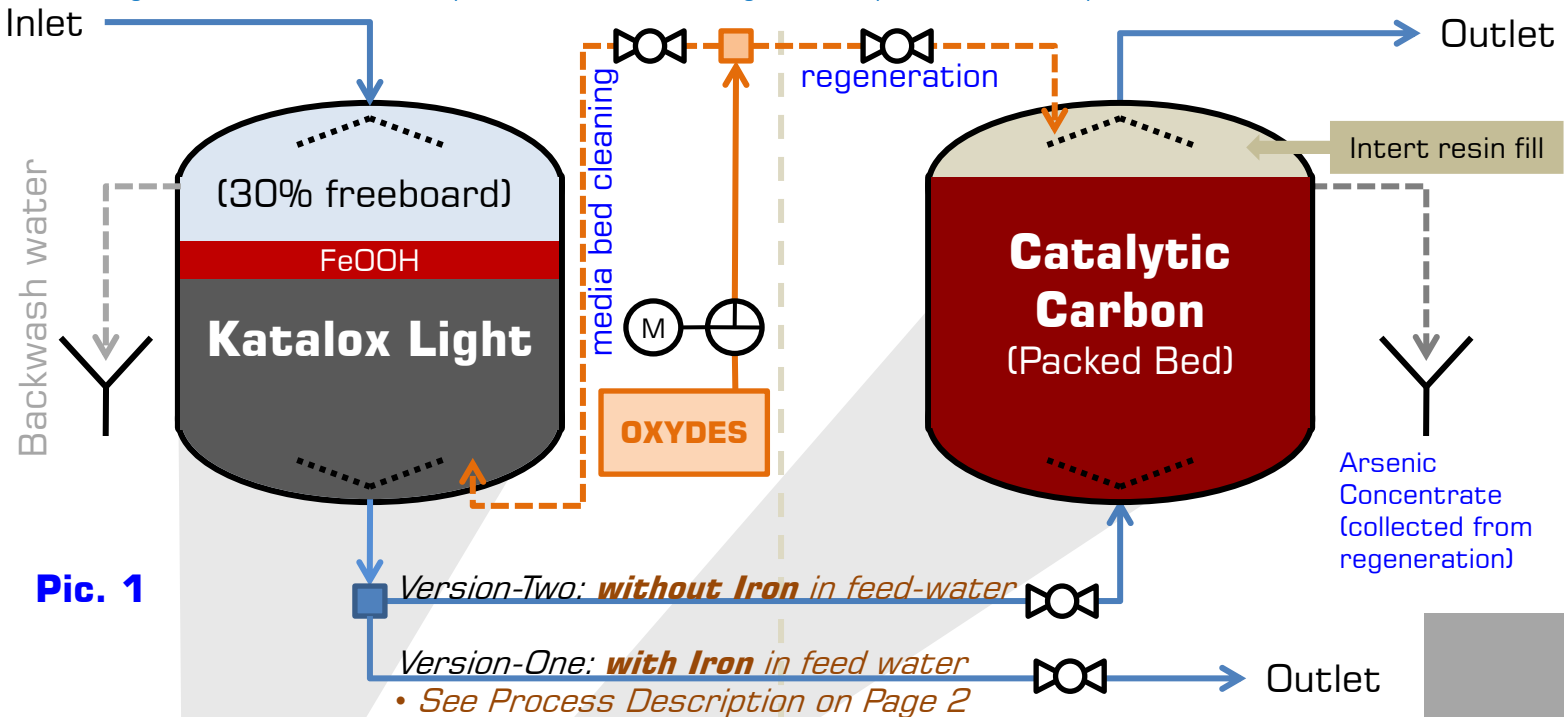 Inlet
Outlet
regeneration
media bed cleaning
Backwash water
(30% freeboard)
FeOOH
Katalox Light
M
OXYDES
Intert resin fill
Catalytic
Carbon
(Packed Bed)
Arsenic
Concentrate
(collected from
regeneration)
Pic. 1
Version-Two: without Iron in feed-water
Version-One: with Iron in feed water
• See Process Description on Page 2
Outlet